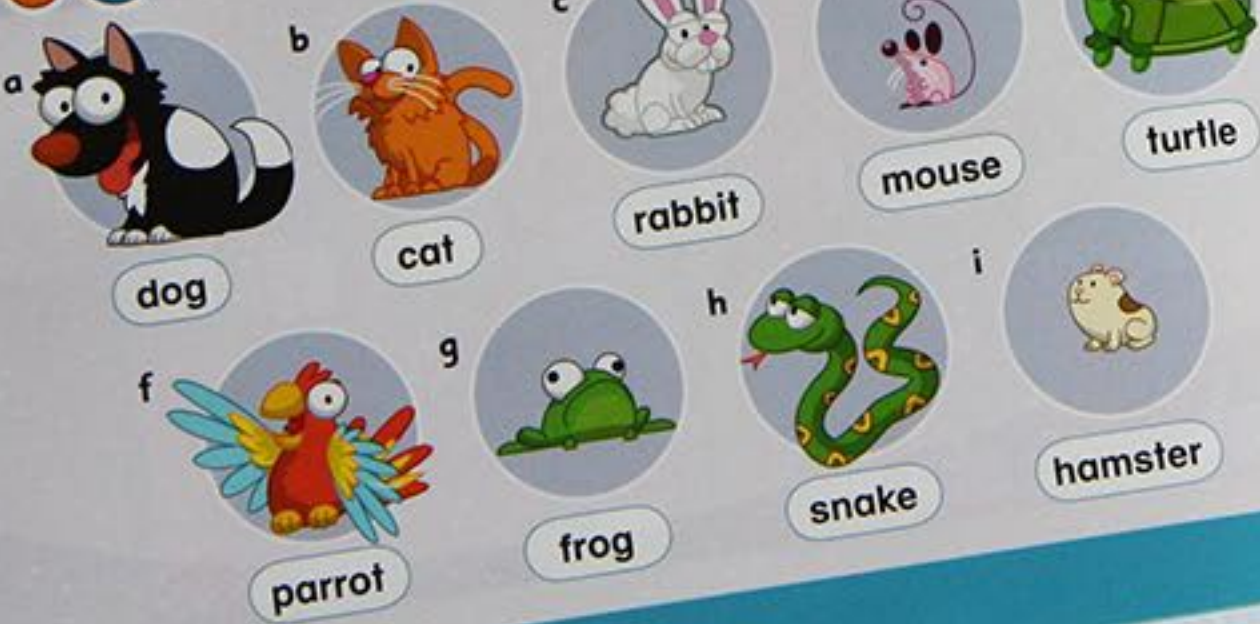 a
b
c
dog
cat
rabbit
mouse
turtle
f
g
h
i
parrot
frog
snake
hamster